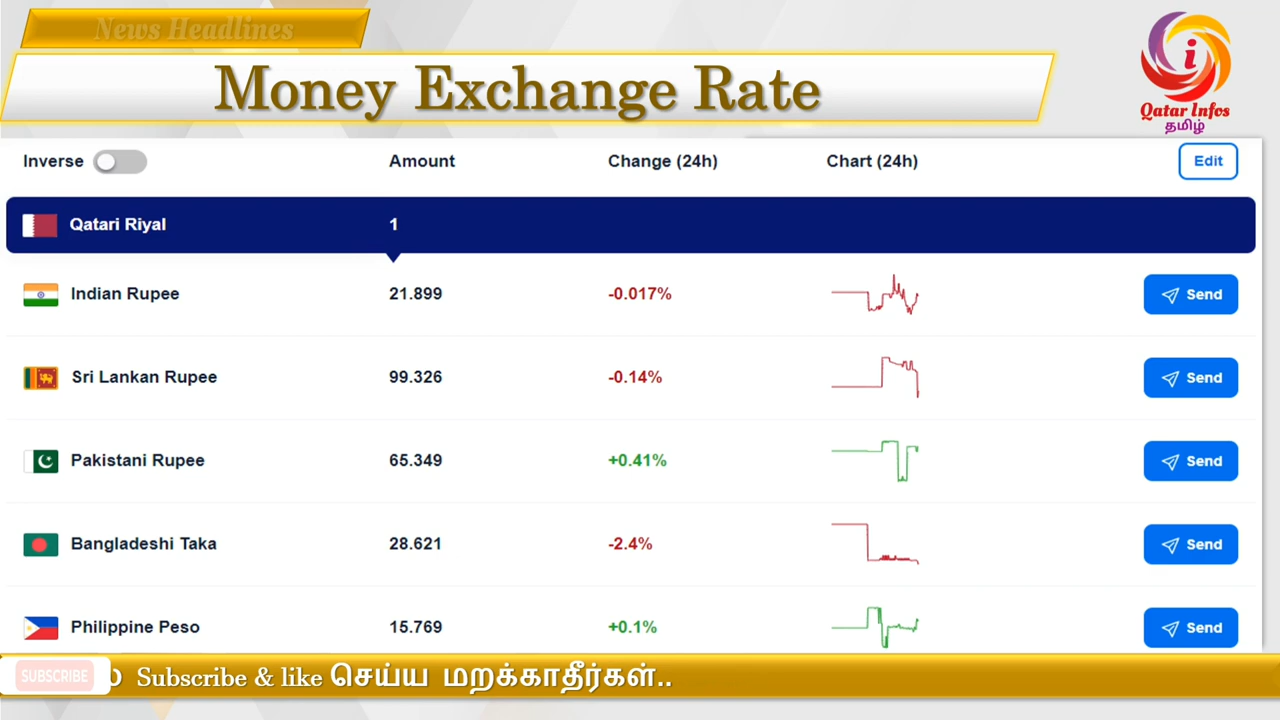 News Headlines
Money Exchange Rate
Qatar Infos
தமிழ்
Inverse Amount Change (24h) Chart (24h) Edit
Qatari Riyal 1
Indian Rupee 21.899 -0.017% Send
Sri Lankan Rupee 99.326 -0.14% Send
Pakistani Rupee 65.349 +0.41% Send
Bangladeshi Taka 28.621 -2.4% Send
Philippine Peso 15.769 +0.1% Send
SUBSCRIBE Subscribe & like செய்ய மறக்காதீர்கள்..